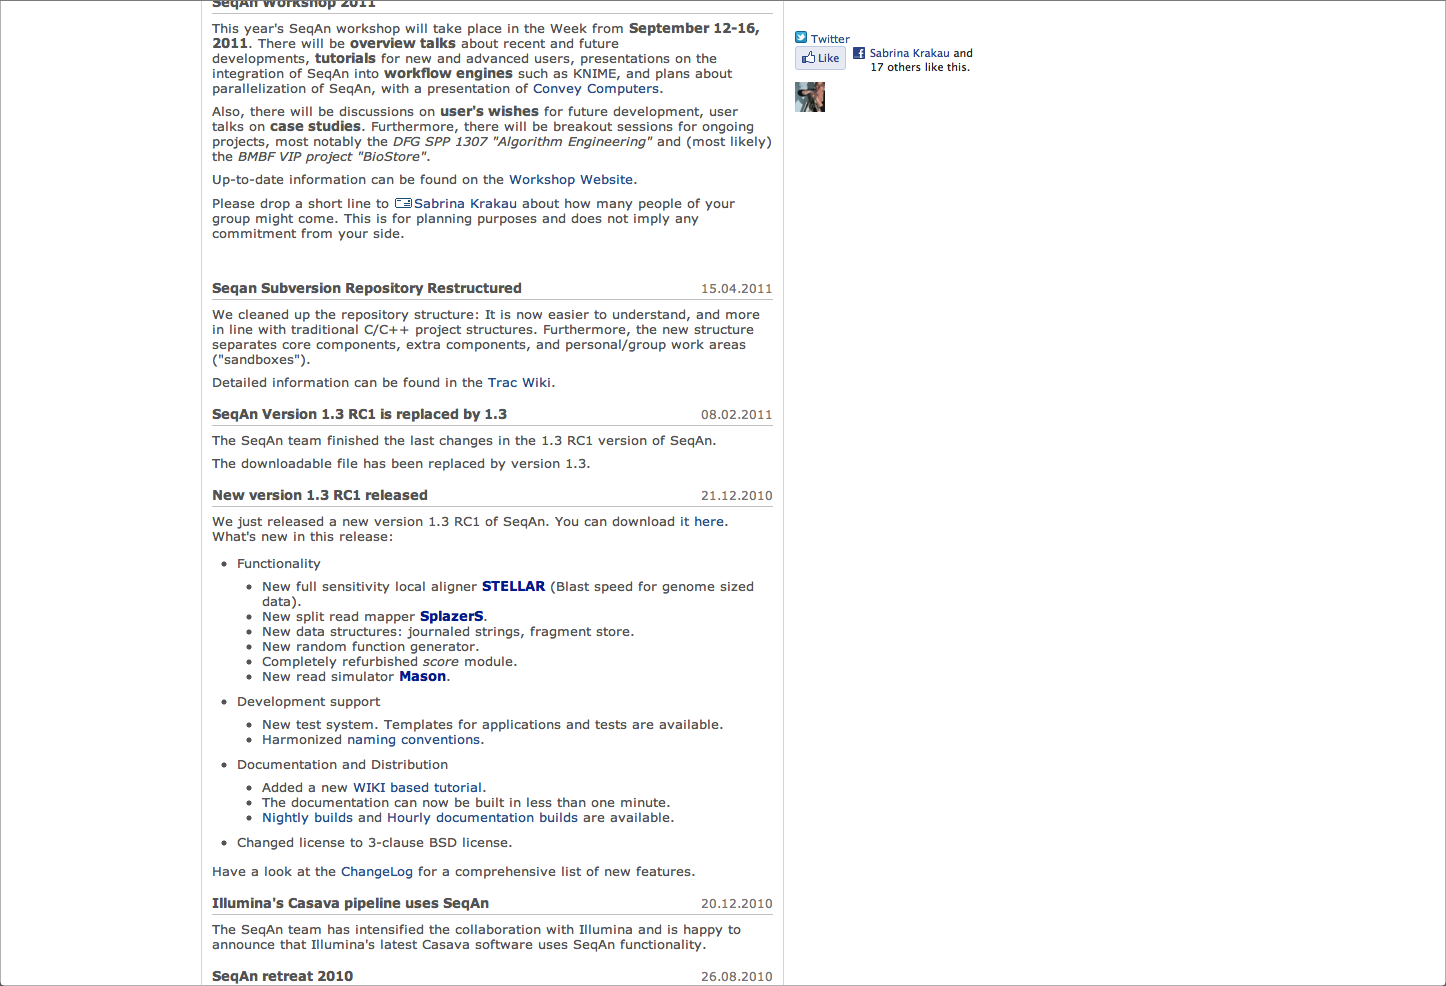 SeqAn Workshop 2011
This year's SeqAn workshop will take place in the Week from September 12-16,
2011. There will be overview talks about recent and future
developments, tutorials for new and advanced users, presentations on the
integration of SeqAn into workflow engines such as KNIME, and plans about
parallelization of SeqAn, with a presentation of Convey Computers.
Also, there will be discussions on user's wishes for future development, user
talks on case studies. Furthermore, there will be breakout sessions for ongoing
projects, most notably the DFG SPP 1307 "Algorithm Engineering" and (most likely)
the BMBF VIP project "BioStore".
Up-to-date information can be found on the Workshop Website.
Please drop a short line to Sabrina Krakau about how many people of your
group might come. This is for planning purposes and does not imply any
commitment from your side.
Seqan Subversion Repository Restructured 15.04.2011
We cleaned up the repository structure: It is now easier to understand, and more
in line with traditional C/C++ project structures. Furthermore, the new structure
separates core components, extra components, and personal/group work areas
("sandboxes").
Detailed information can be found in the Trac Wiki.
SeqAn Version 1.3 RC1 is replaced by 1.3 08.02.2011
The SeqAn team finished the last changes in the 1.3 RC1 version of SeqAn.
The downloadable file has been replaced by version 1.3.
New version 1.3 RC1 released 21.12.2010
We just released a new version 1.3 RC1 of SeqAn. You can download it here.
What's new in this release:
• Functionality
• New full sensitivity local aligner STELLAR (Blast speed for genome sized
data).
• New split read mapper SplazerS.
• New data structures: journaled strings, fragment store.
• New random function generator.
• Completely refurbished score module.
• New read simulator Mason.
• Development support
• New test system. Templates for applications and tests are available.
• Harmonized naming conventions.
• Documentation and Distribution
• Added a new WIKI based tutorial.
• The documentation can now be built in less than one minute.
• Nightly builds and Hourly documentation builds are available.
• Changed license to 3-clause BSD license.
Have a look at the ChangeLog for a comprehensive list of new features.
Illumina's Casava pipeline uses SeqAn 20.12.2010
The SeqAn team has intensified the collaboration with Illumina and is happy to
announce that Illumina's latest Casava software uses SeqAn functionality.
SeqAn retreat 2010 26.08.2010
Twitter
Like
Sabrina Krakau and
17 others like this.